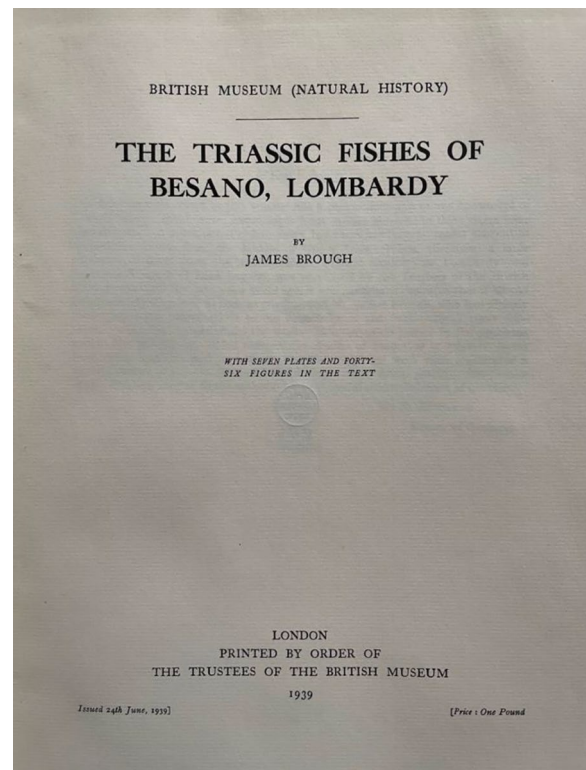 BRITISH MUSEUM (NATURAL HISTORY)
THE TRIASSIC FISHES OF
BESANO, LOMBARDY
BY
JAMES BROUGH
WITH SEVEN PLATES AND FORTY-
SIX FIGURES IN THE TEXT
LONDON
PRINTED BY ORDER OF
THE TRUSTEES OF THE BRITISH MUSEUM
1939
Issued 24th June, 1939]
[Price : One Pound